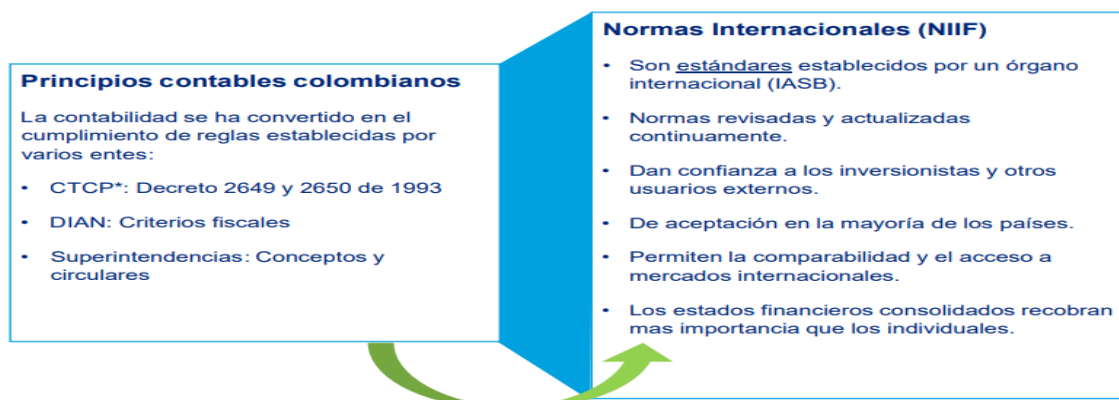 Principios contables colombianos
La contabilidad se ha convertido en el
cumplimiento de reglas establecidas por
varios entes:
• CTCP*: Decreto 2649 y 2650 de 1993
• DIAN: Criterios fiscales
• Superintendencias: Conceptos y
circulares
Normas Internacionales (NIIF)
• Son estándares establecidos por un órgano
internacional (IASB).
• Normas revisadas y actualizadas
continuamente.
• Dan confianza a los inversionistas y otros
usuarios externos.
• De aceptación en la mayoría de los países.
• Permiten la comparabilidad y el acceso a
mercados internacionales.
• Los estados financieros consolidados recobran
mas importancia que los individuales.